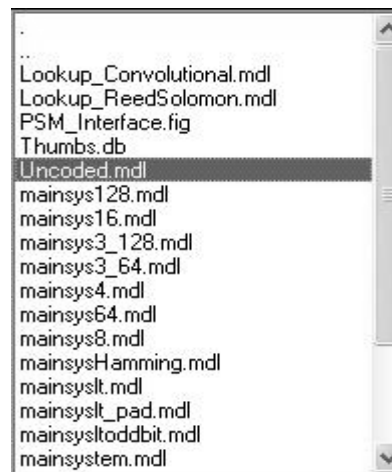 .
..
Lookup_Convolutional.mdl
Lookup_ReedSolomon.mdl
PSM_Interface.fig
Thumbs.db
Uncoded.mdl
mainsys128.mdl
mainsys16.mdl
mainsys3_128.mdl
mainsys3_64.mdl
mainsys4.mdl
mainsys64.mdl
mainsys8.mdl
mainsysHamming.mdl
mainsyslt.mdl
mainsyslt_pad.mdl
mainsysltoddbit.mdl
mainsystem.mdl